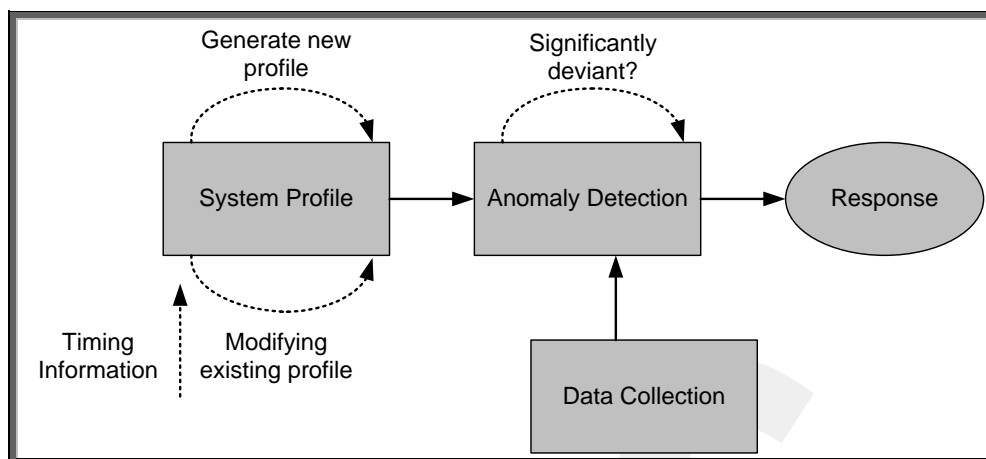 Generate new
profile
Significantly
deviant?
System Profile
Anomaly Detection
Response
Timing
Information
Modifying
existing profile
Data Collection